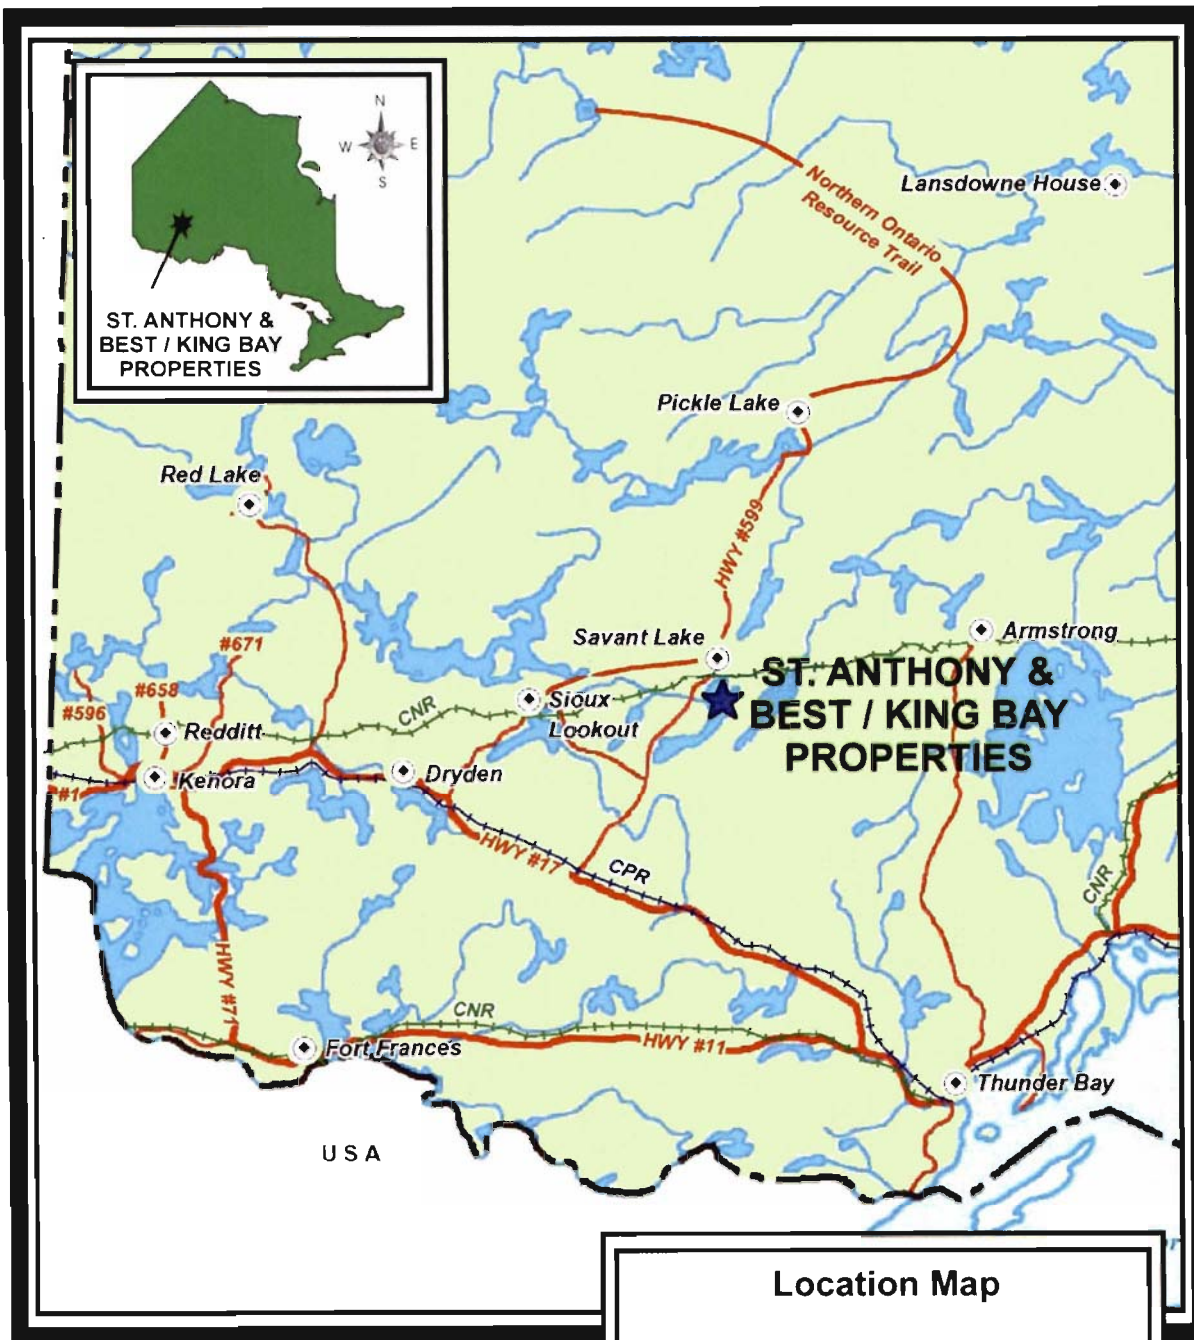 N
W
E
S
ST. ANTHONY &
BEST / KING BAY
PROPERTIES
Northern Ontario
Resource Trail
Lansdowne House
Pickle Lake
Red Lake
HWY #599
Savant Lake
Armstrong
#671
#658
#596
CNR
Redditt
Sioux
Lookout
ST. ANTHONY &
BEST / KING BAY
PROPERTIES
Kenora
#1
Dryden
HWY #17
CPR
CNR
HWY #71
CNR
Fort Frances
HWY #11
Thunder Bay
USA
Location Map